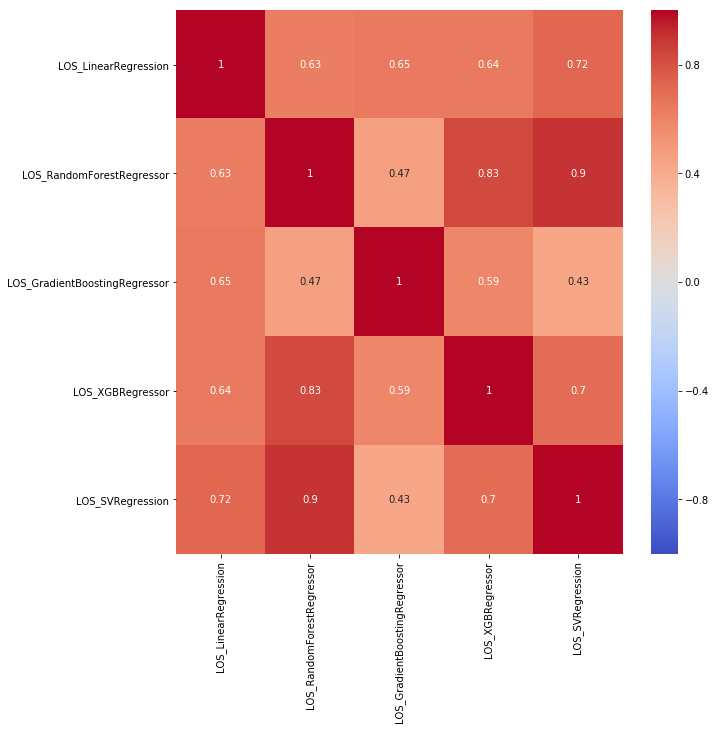 LOS_LinearRegression
1 0.63 0.65 0.64 0.72
LOS_RandomForestRegressor
0.63 1 0.47 0.83 0.9
LOS_GradientBoostingRegressor
0.65 0.47 1 0.59 0.43
LOS_XGBRegressor
0.64 0.83 0.59 1 0.7
LOS_SVRegression
0.72 0.9 0.43 0.7 1
LOS_LinearRegression
LOS_RandomForestRegressor
LOS_GradientBoostingRegressor
LOS_XGBRegressor
LOS_SVRegression
0.8
0.4
0.0
−0.4
−0.8